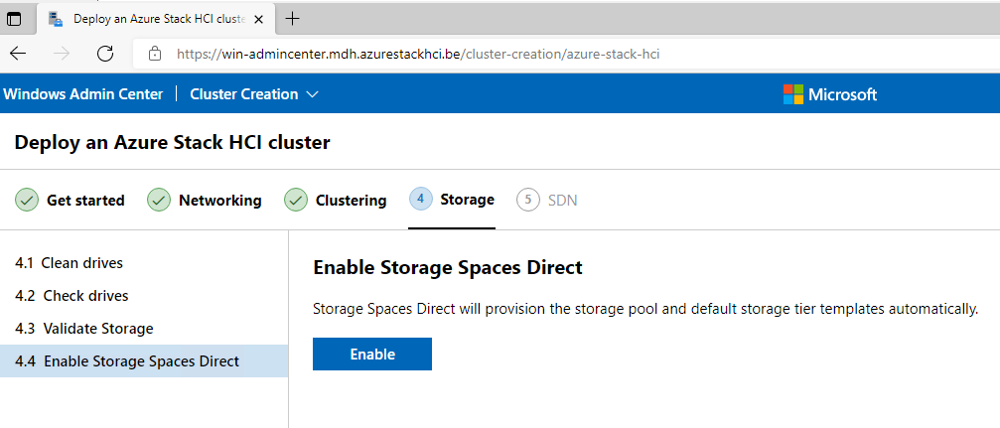 Deploy an Azure Stack HCI cluste
https://win-admincenter.mdh.azurestackhci.be/cluster-creation/azure-stack-hci
Windows Admin Center | Cluster Creation
Microsoft
Deploy an Azure Stack HCI cluster
Get started
Networking
Clustering
4 Storage
5 SDN
4.1 Clean drives
4.2 Check drives
4.3 Validate Storage
4.4 Enable Storage Spaces Direct
Enable Storage Spaces Direct
Storage Spaces Direct will provision the storage pool and default storage tier templates automatically.
Enable